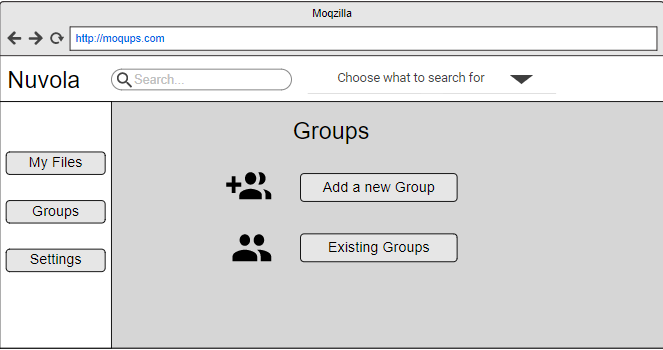 Moqzilla
http://moqups.com
Nuvola
Search...
Choose what to search for
My Files
Groups
Settings
Groups
Add a new Group
Existing Groups